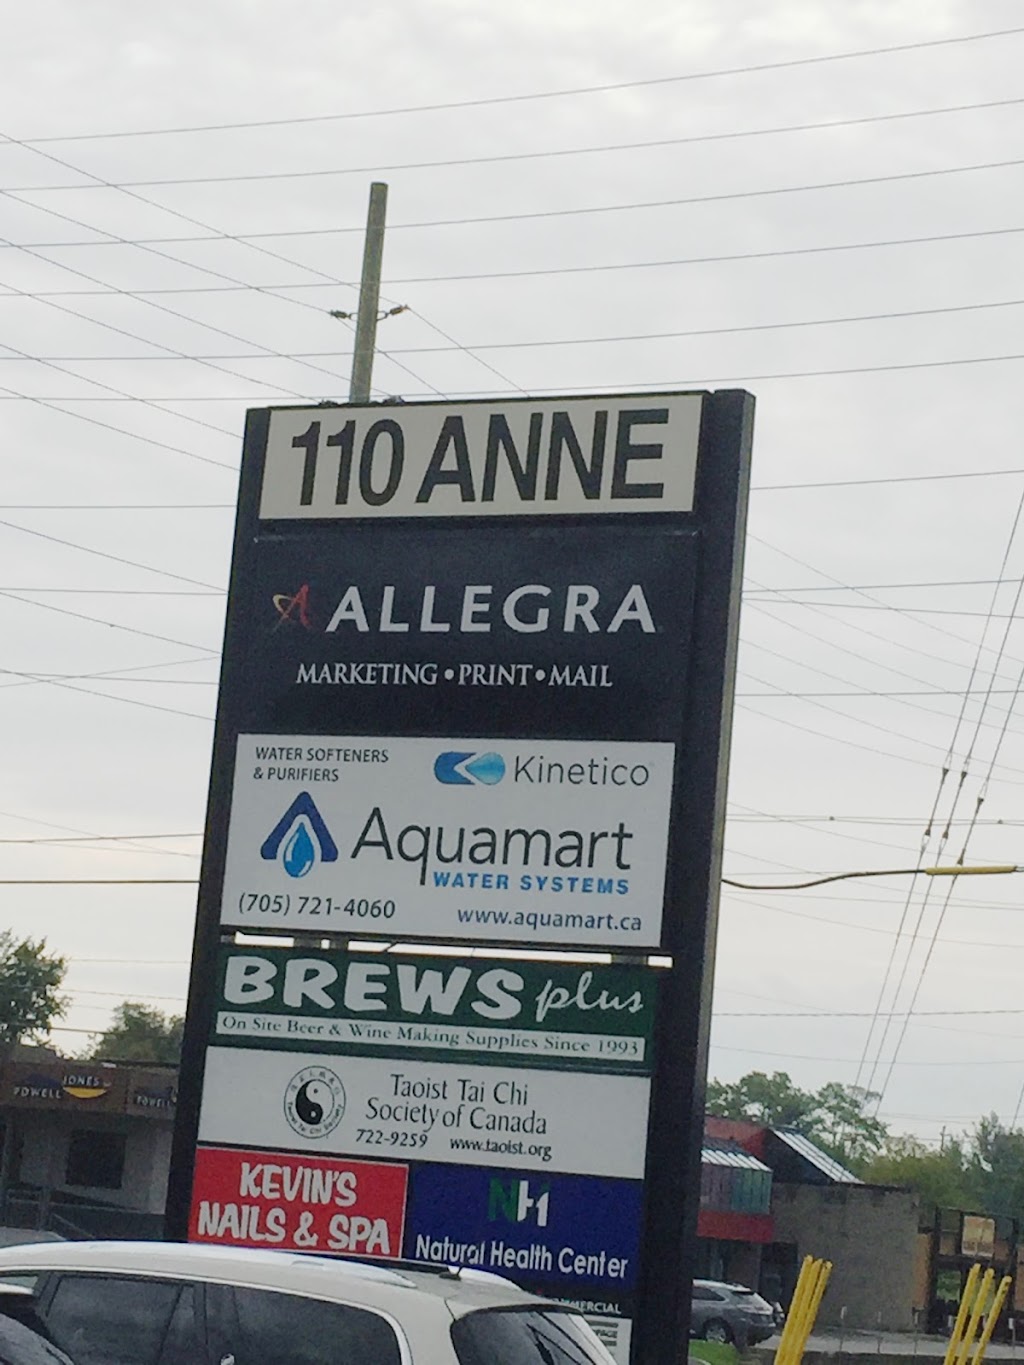 110 ANNE
ALLEGRA
MARKETING • PRINT • MAIL
WATER SOFTENERS
& PURIFIERS
Kinetico
Aquamart
WATER SYSTEMS
(705) 721-4060
www.aquamart.ca
BREWS plus
On Site Beer & Wine Making Supplies Since 1993
Taoist Tai Chi
Society of Canada
722-9259 www.taoist.org
KEVIN'S
NAILS & SPA
NH
Natural Health Center
POWELL JONES
POWELL